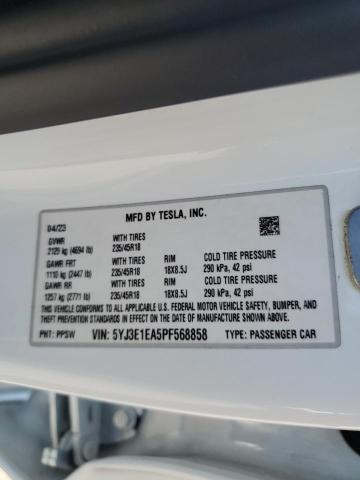 MFD BY TESLA, INC.
04/23
GVWR WITH TIRES
2129 kg (4694 lb) 235/45R18
GAWR FRT WITH TIRES RIM COLD TIRE PRESSURE
1110 kg (2447 lb) 235/45R18 18X8.5J 290 kPa, 42 psi
GAWR RR WITH TIRES RIM COLD TIRE PRESSURE
1257 kg (2771 lb) 235/45R18 18X8.5J 290 kPa, 42 psi
THIS VEHICLE CONFORMS TO ALL APPLICABLE U.S. FEDERAL MOTOR VEHICLE SAFETY, BUMPER,
AND THEFT PREVENTION STANDARDS IN EFFECT ON THE DATE OF MANUFACTURE SHOWN ABOVE.
PNT: PPSW VIN: 5YJ3E1EA5PF568858 TYPE: PASSENGER CAR